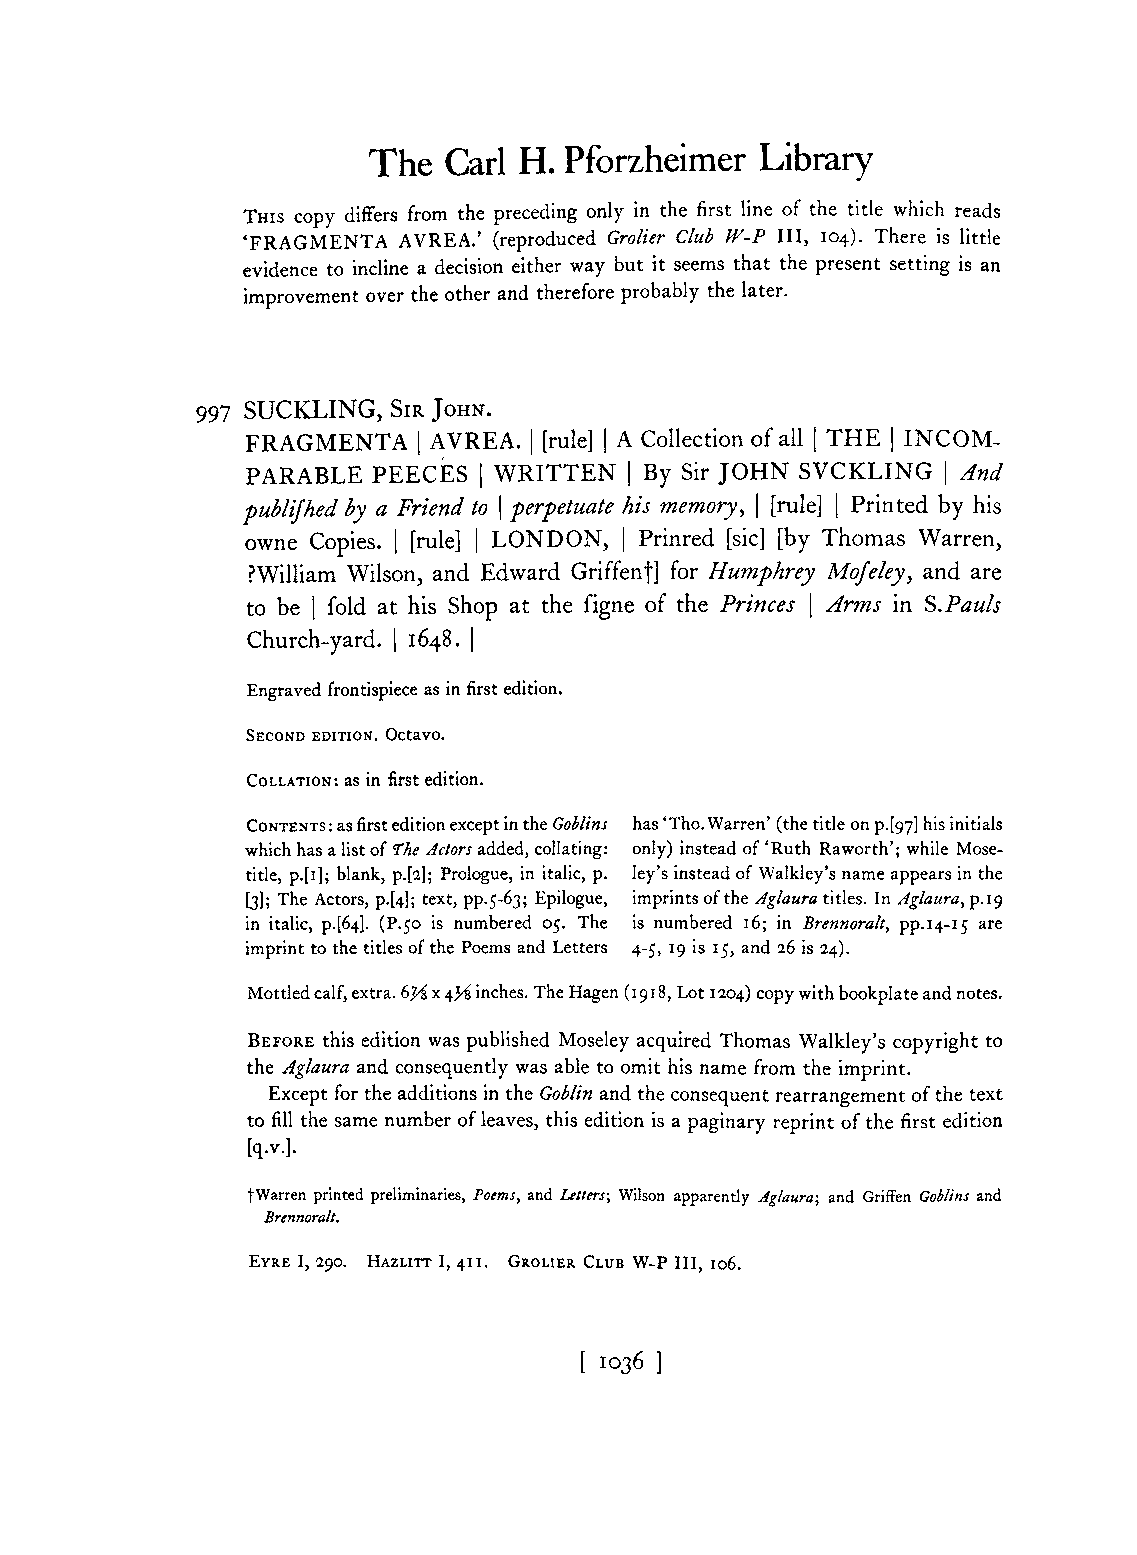 The Carl H. Pforzheimer Library
THIS copy differs from the preceding only in the first line of the title which reads
‘FRAGMENTA AVREA.’ (reproduced Grolier Club W-P III, 104). There is little
evidence to incline a decision either way but it seems that the present setting is an
improvement over the other and therefore probably the later.
997 SUCKLING, SIR JOHN.
FRAGMENTA | AVREA. | [rule] | A Collection of all | THE | INCOM-
PARABLE PEECES | WRITTEN | By Sir JOHN SVCKLING | And
publiſhed by a Friend to | perpetuate his memory, | [rule] | Printed by his
owne Copies. | [rule] | LONDON, | Prinred [sic] [by Thomas Warren,
?William Wilson, and Edward Griffen†] for Humphrey Moſeley, and are
to be | ſold at his Shop at the ſigne of the Princes | Arms in S.Pauls
Church-yard. | 1648. |
Engraved frontispiece as in first edition.
SECOND EDITION. Octavo.
COLLATION: as in first edition.
CONTENTS: as first edition except in the Goblins
which has a list of The Actors added, collating:
title, p.[1]; blank, p.[2]; Prologue, in italic, p.
[3]; The Actors, p.[4]; text, pp.5-63; Epilogue,
in italic, p.[64]. (P.50 is numbered 05. The
imprint to the titles of the Poems and Letters
has ‘Tho.Warren’ (the title on p.[97] his initials
only) instead of ‘Ruth Raworth’; while Mose-
ley’s instead of Walkley’s name appears in the
imprints of the Aglaura titles. In Aglaura, p.19
is numbered 16; in Brennoralt, pp.14-15 are
4-5, 19 is 15, and 26 is 24).
Mottled calf, extra. 6⅞ x 4⅛ inches. The Hagen (1918, Lot 1204) copy with bookplate and notes.
BEFORE this edition was published Moseley acquired Thomas Walkley’s copyright to
the Aglaura and consequently was able to omit his name from the imprint.
Except for the additions in the Goblin and the consequent rearrangement of the text
to fill the same number of leaves, this edition is a paginary reprint of the first edition
[q.v.].
†Warren printed preliminaries, Poems, and Letters; Wilson apparently Aglaura; and Griffen Goblins and
Brennoralt.
EYRE I, 290. HAZLITT I, 411. GROLIER CLUB W-P III, 106.
[ 1036 ]